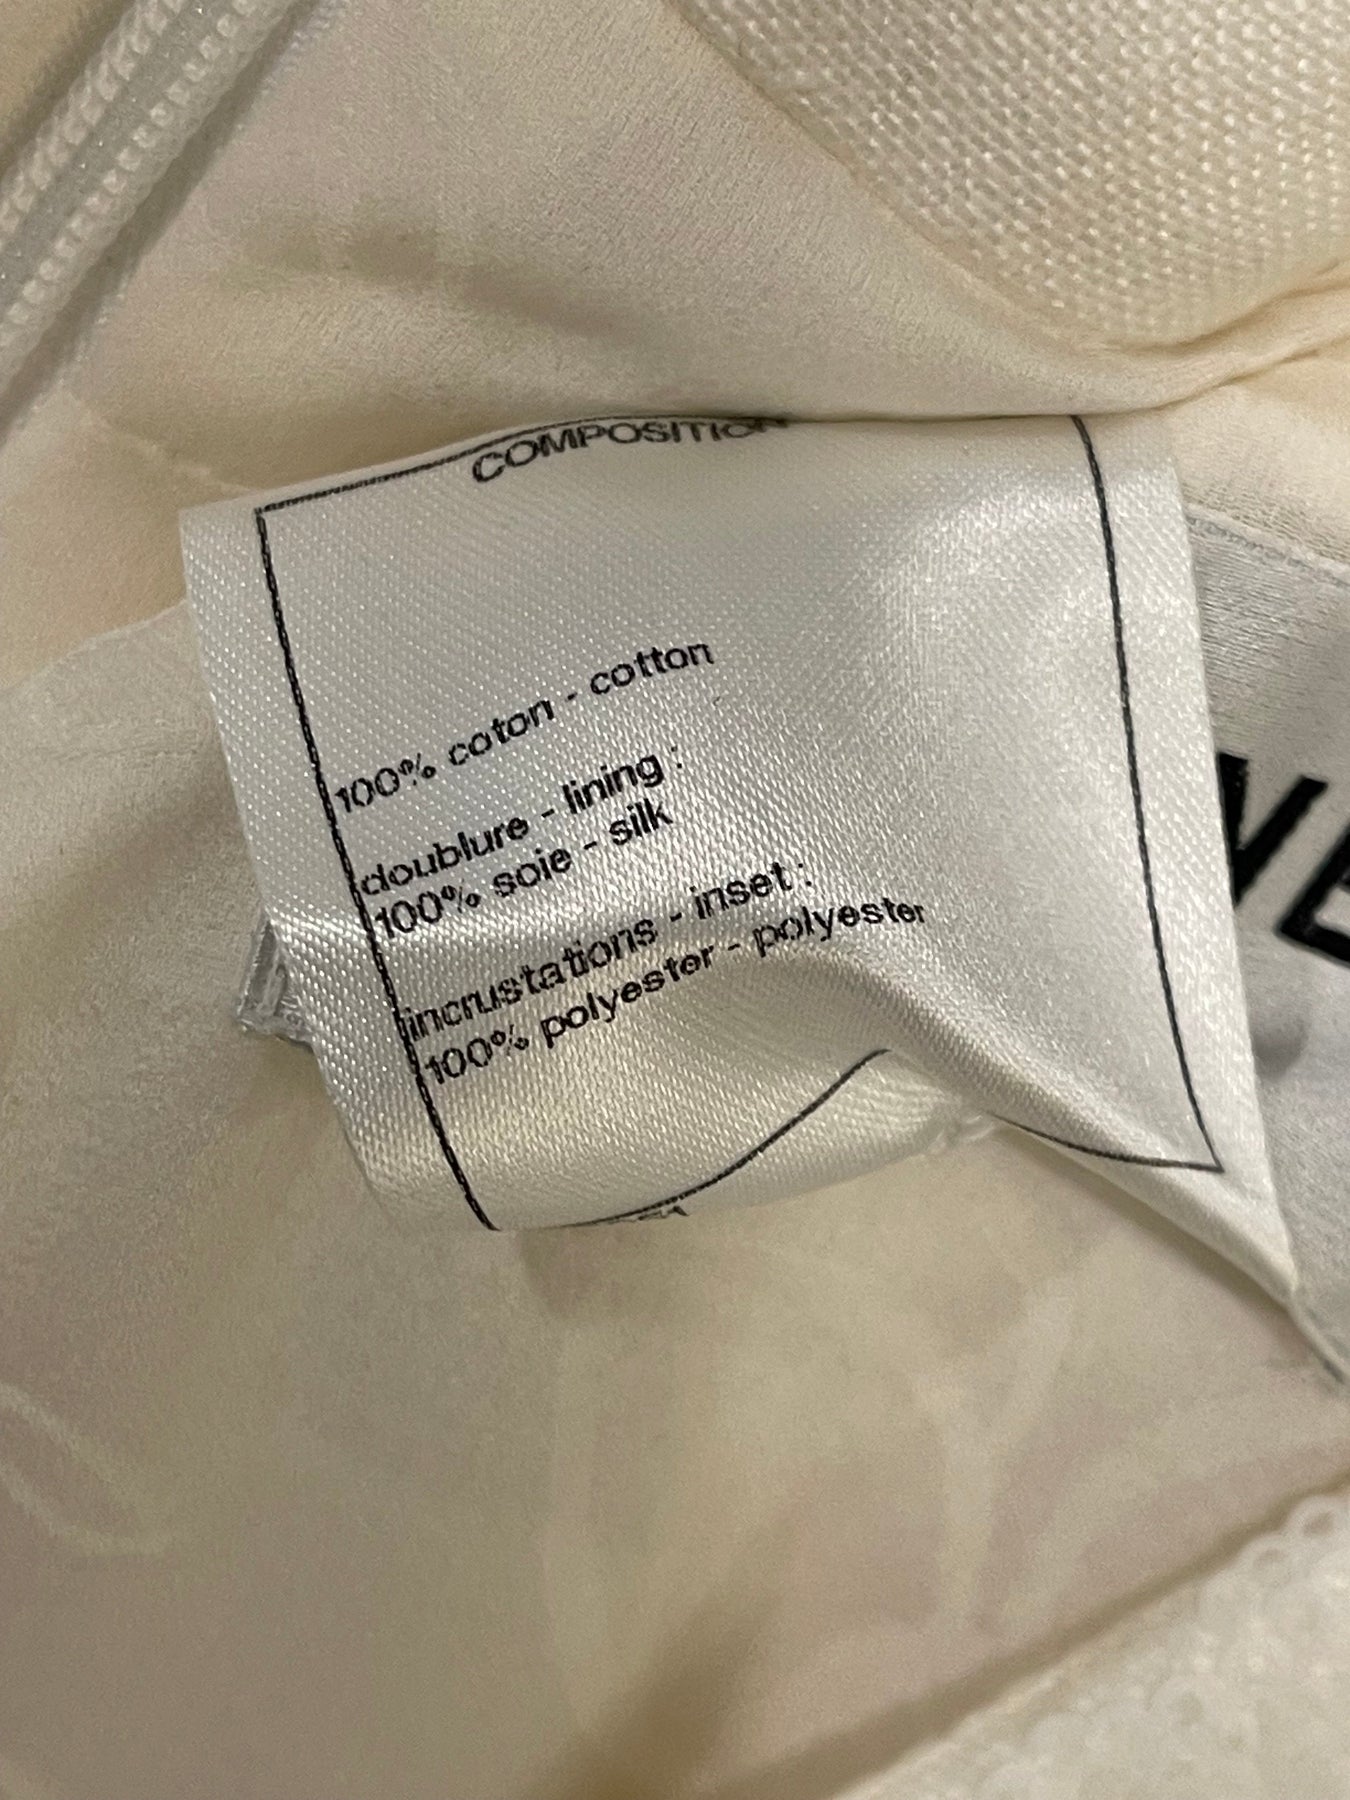 COMPOSITION
100% coton - cotton
doublure - lining :
100% soie - silk
incrustations - inset :
100% polyester - polyester